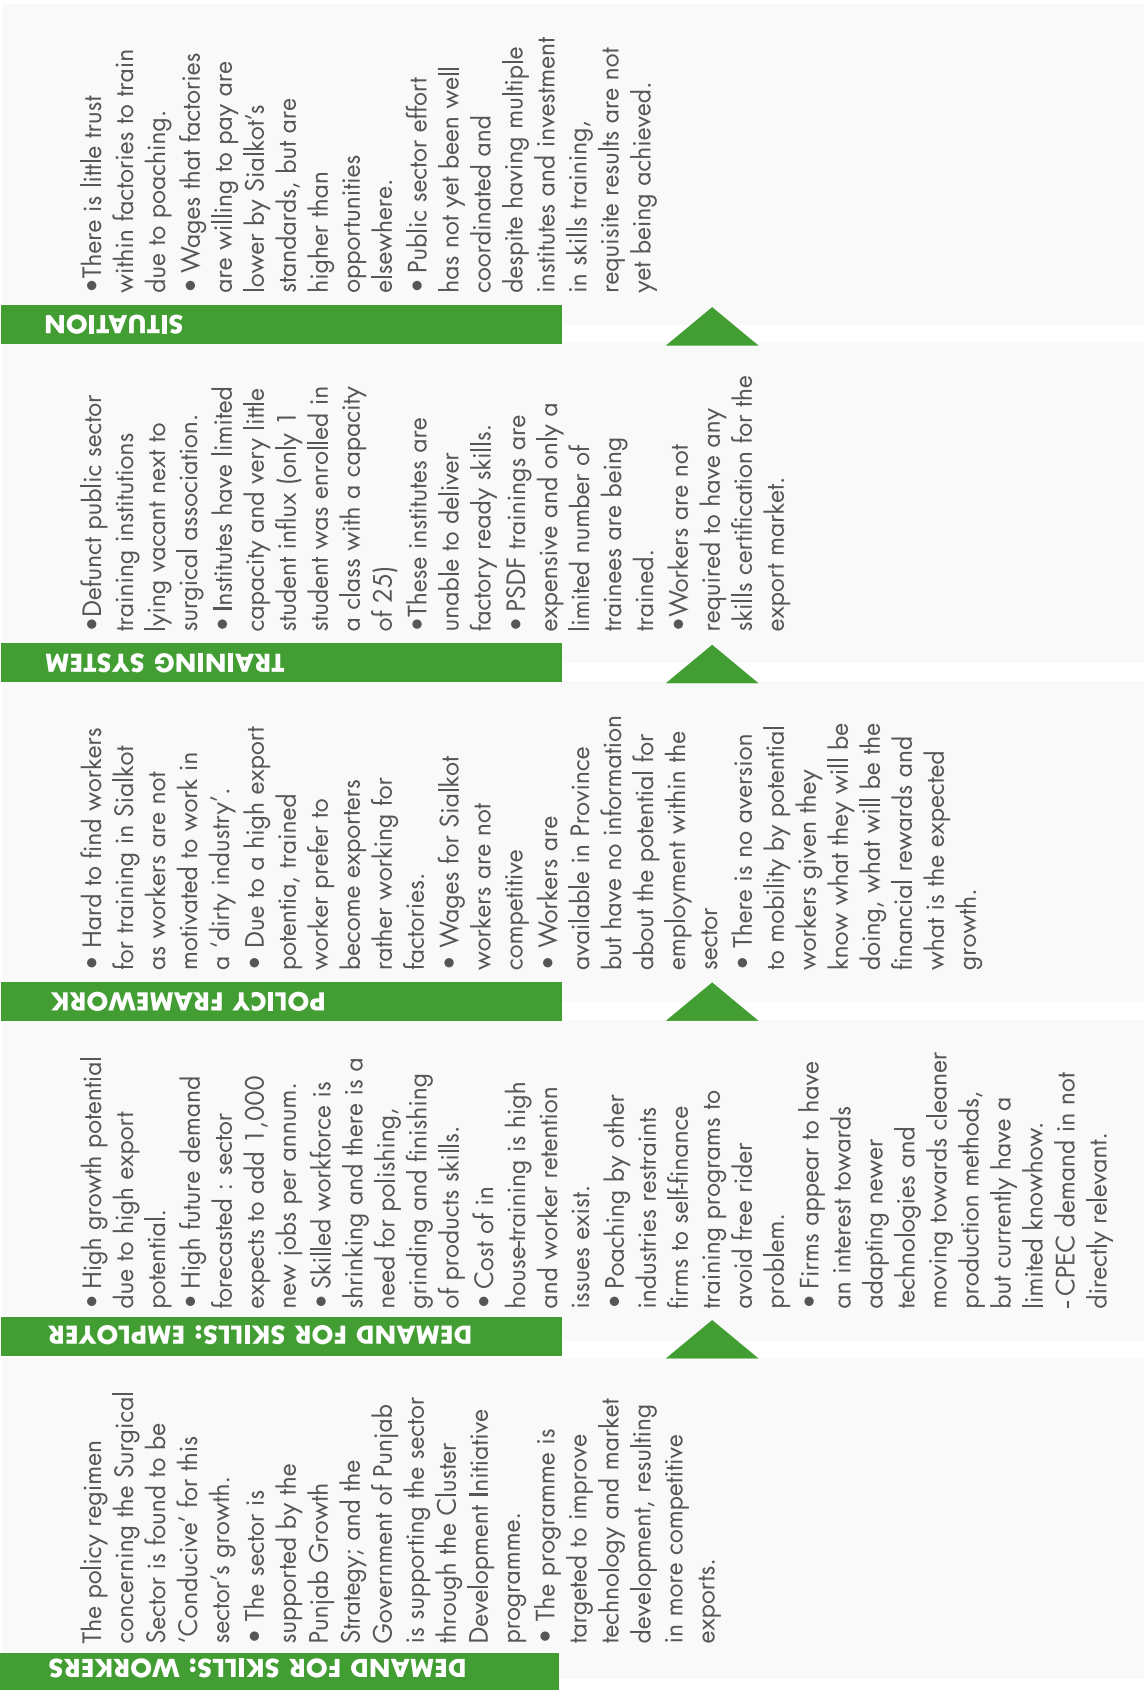 DEMAND FOR SKILLS: WORKERS
The policy regimen
concerning the Surgical
Sector is found to be
‘Conducive’ for this
sector’s growth.
• The sector is
supported by the
Punjab Growth
Strategy; and the
Government of Punjab
is supporting the sector
through the Cluster
Development Initiative
programme.
• The programme is
targeted to improve
technology and market
development, resulting
in more competitive
exports.
DEMAND FOR SKILLS: EMPLOYER
• High growth potential
due to high export
potential.
• High future demand
forecasted : sector
expects to add 1,000
new jobs per annum.
• Skilled workforce is
shrinking and there is a
need for polishing,
grinding and finishing
of products skills.
• Cost of in
house-training is high
and worker retention
issues exist.
• Poaching by other
industries restraints
firms to self-finance
training programs to
avoid free rider
problem.
• Firms appear to have
an interest towards
adapting newer
technologies and
moving towards cleaner
production methods,
but currently have a
limited knowhow.
- CPEC demand in not
directly relevant.
POLICY FRAMEWORK
• Hard to find workers
for training in Sialkot
as workers are not
motivated to work in
a ‘dirty industry’.
• Due to a high export
potentia, trained
worker prefer to
become exporters
rather working for
factories.
• Wages for Sialkot
workers are not
competitive
• Workers are
available in Province
but have no information
about the potential for
employment within the
sector
• There is no aversion
to mobility by potential
workers given they
know what they will be
doing, what will be the
financial rewards and
what is the expected
growth.
TRAINING SYSTEM
•Defunct public sector
training institutions
lying vacant next to
surgical association.
• Institutes have limited
capacity and very little
student influx (only 1
student was enrolled in
a class with a capacity
of 25)
•These institutes are
unable to deliver
factory ready skills.
• PSDF trainings are
expensive and only a
limited number of
trainees are being
trained.
•Workers are not
required to have any
skills certification for the
export market.
SITUATION
•There is little trust
within factories to train
due to poaching.
• Wages that factories
are willing to pay are
lower by Sialkot’s
standards, but are
higher than
opportunities
elsewhere.
• Public sector effort
has not yet been well
coordinated and
despite having multiple
institutes and investment
in skills training,
requisite results are not
yet being achieved.